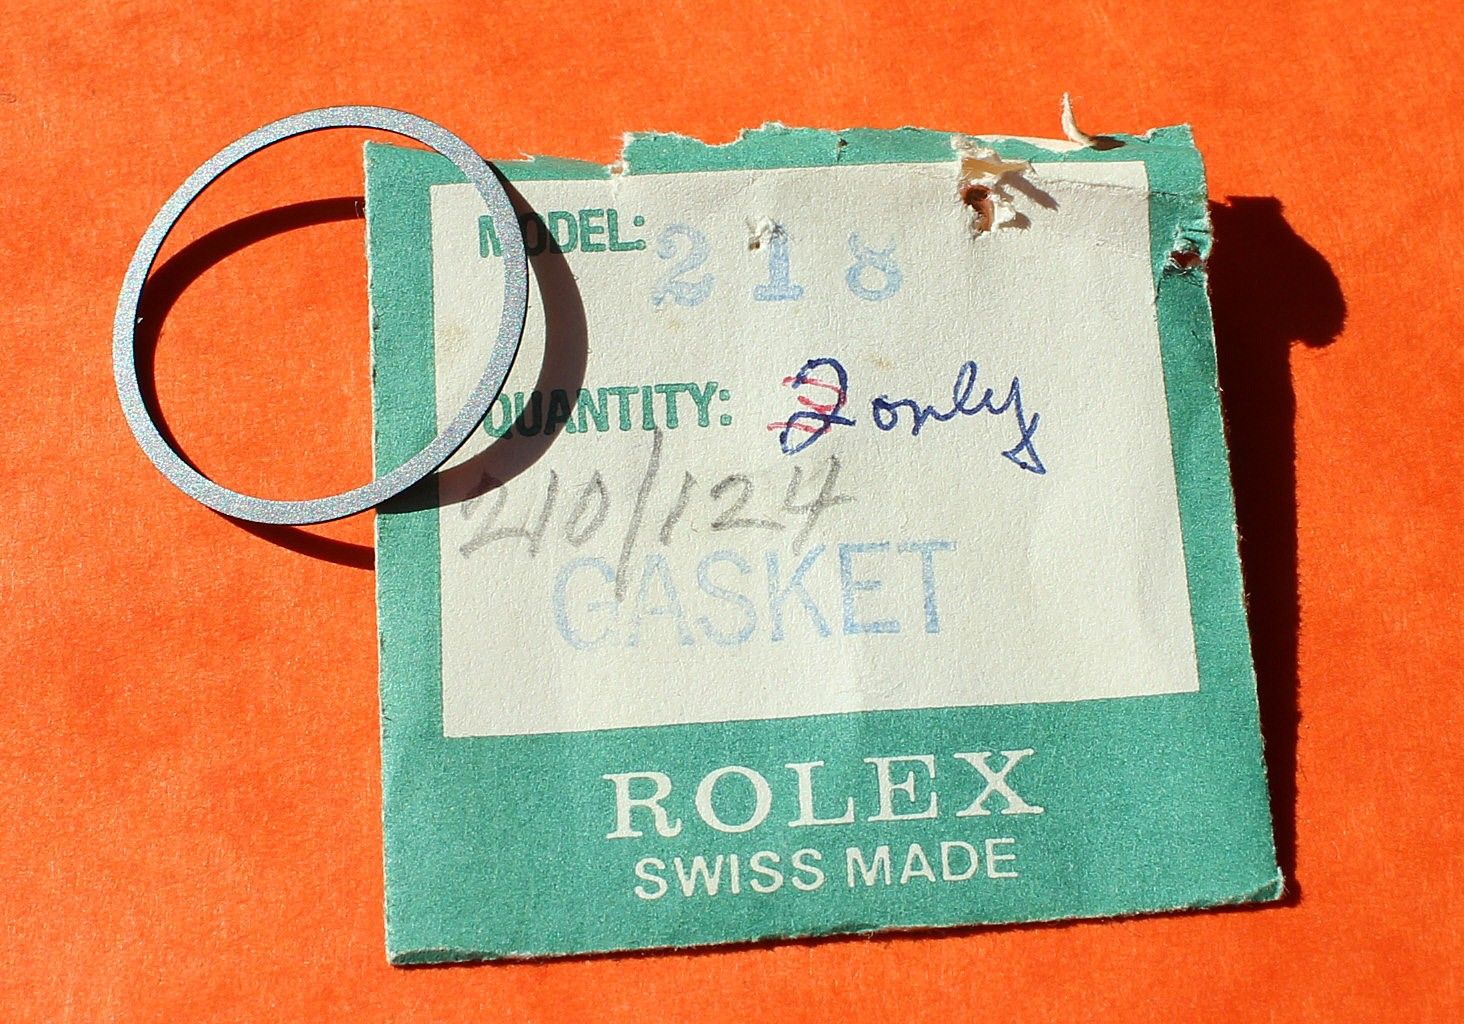 MODEL: 218
QUANTITY: 2 only
210/124
GASKET
ROLEX
SWISS MADE